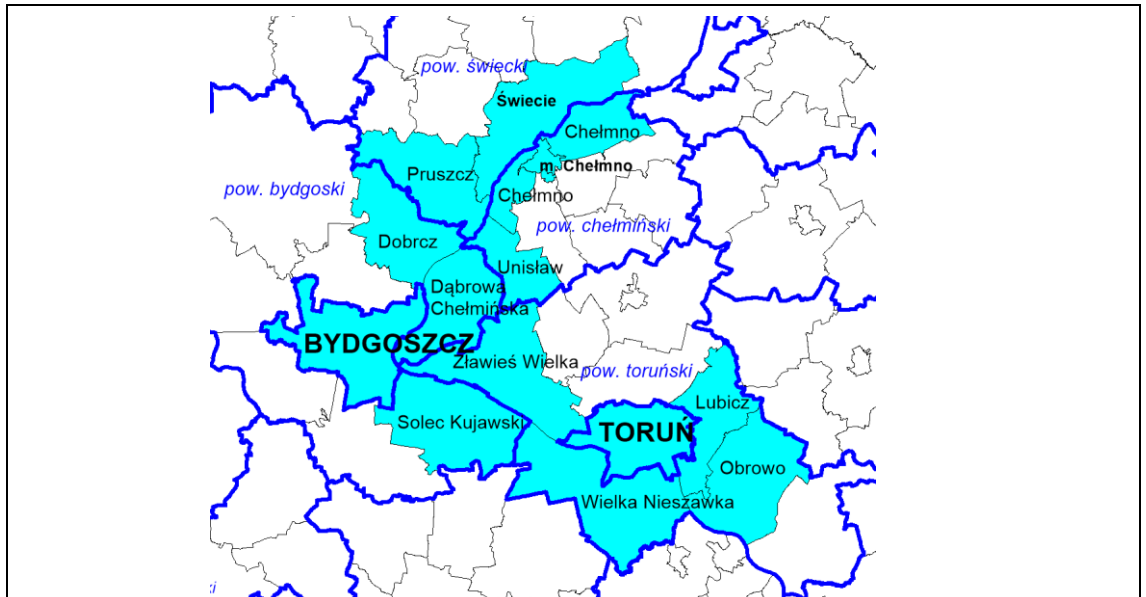 pow. świecki
Świecie
Chełmno
m. Chełmno
Pruszcz
pow. bydgoski
Chełmno
pow. chełmiński
Dobrcz
Unisław
Dąbrowa
Chełmińska
BYDGOSZCZ
Zławieś Wielka
pow. toruński
Lubicz
Solec Kujawski
TORUŃ
Obrowo
Wielka Nieszawka